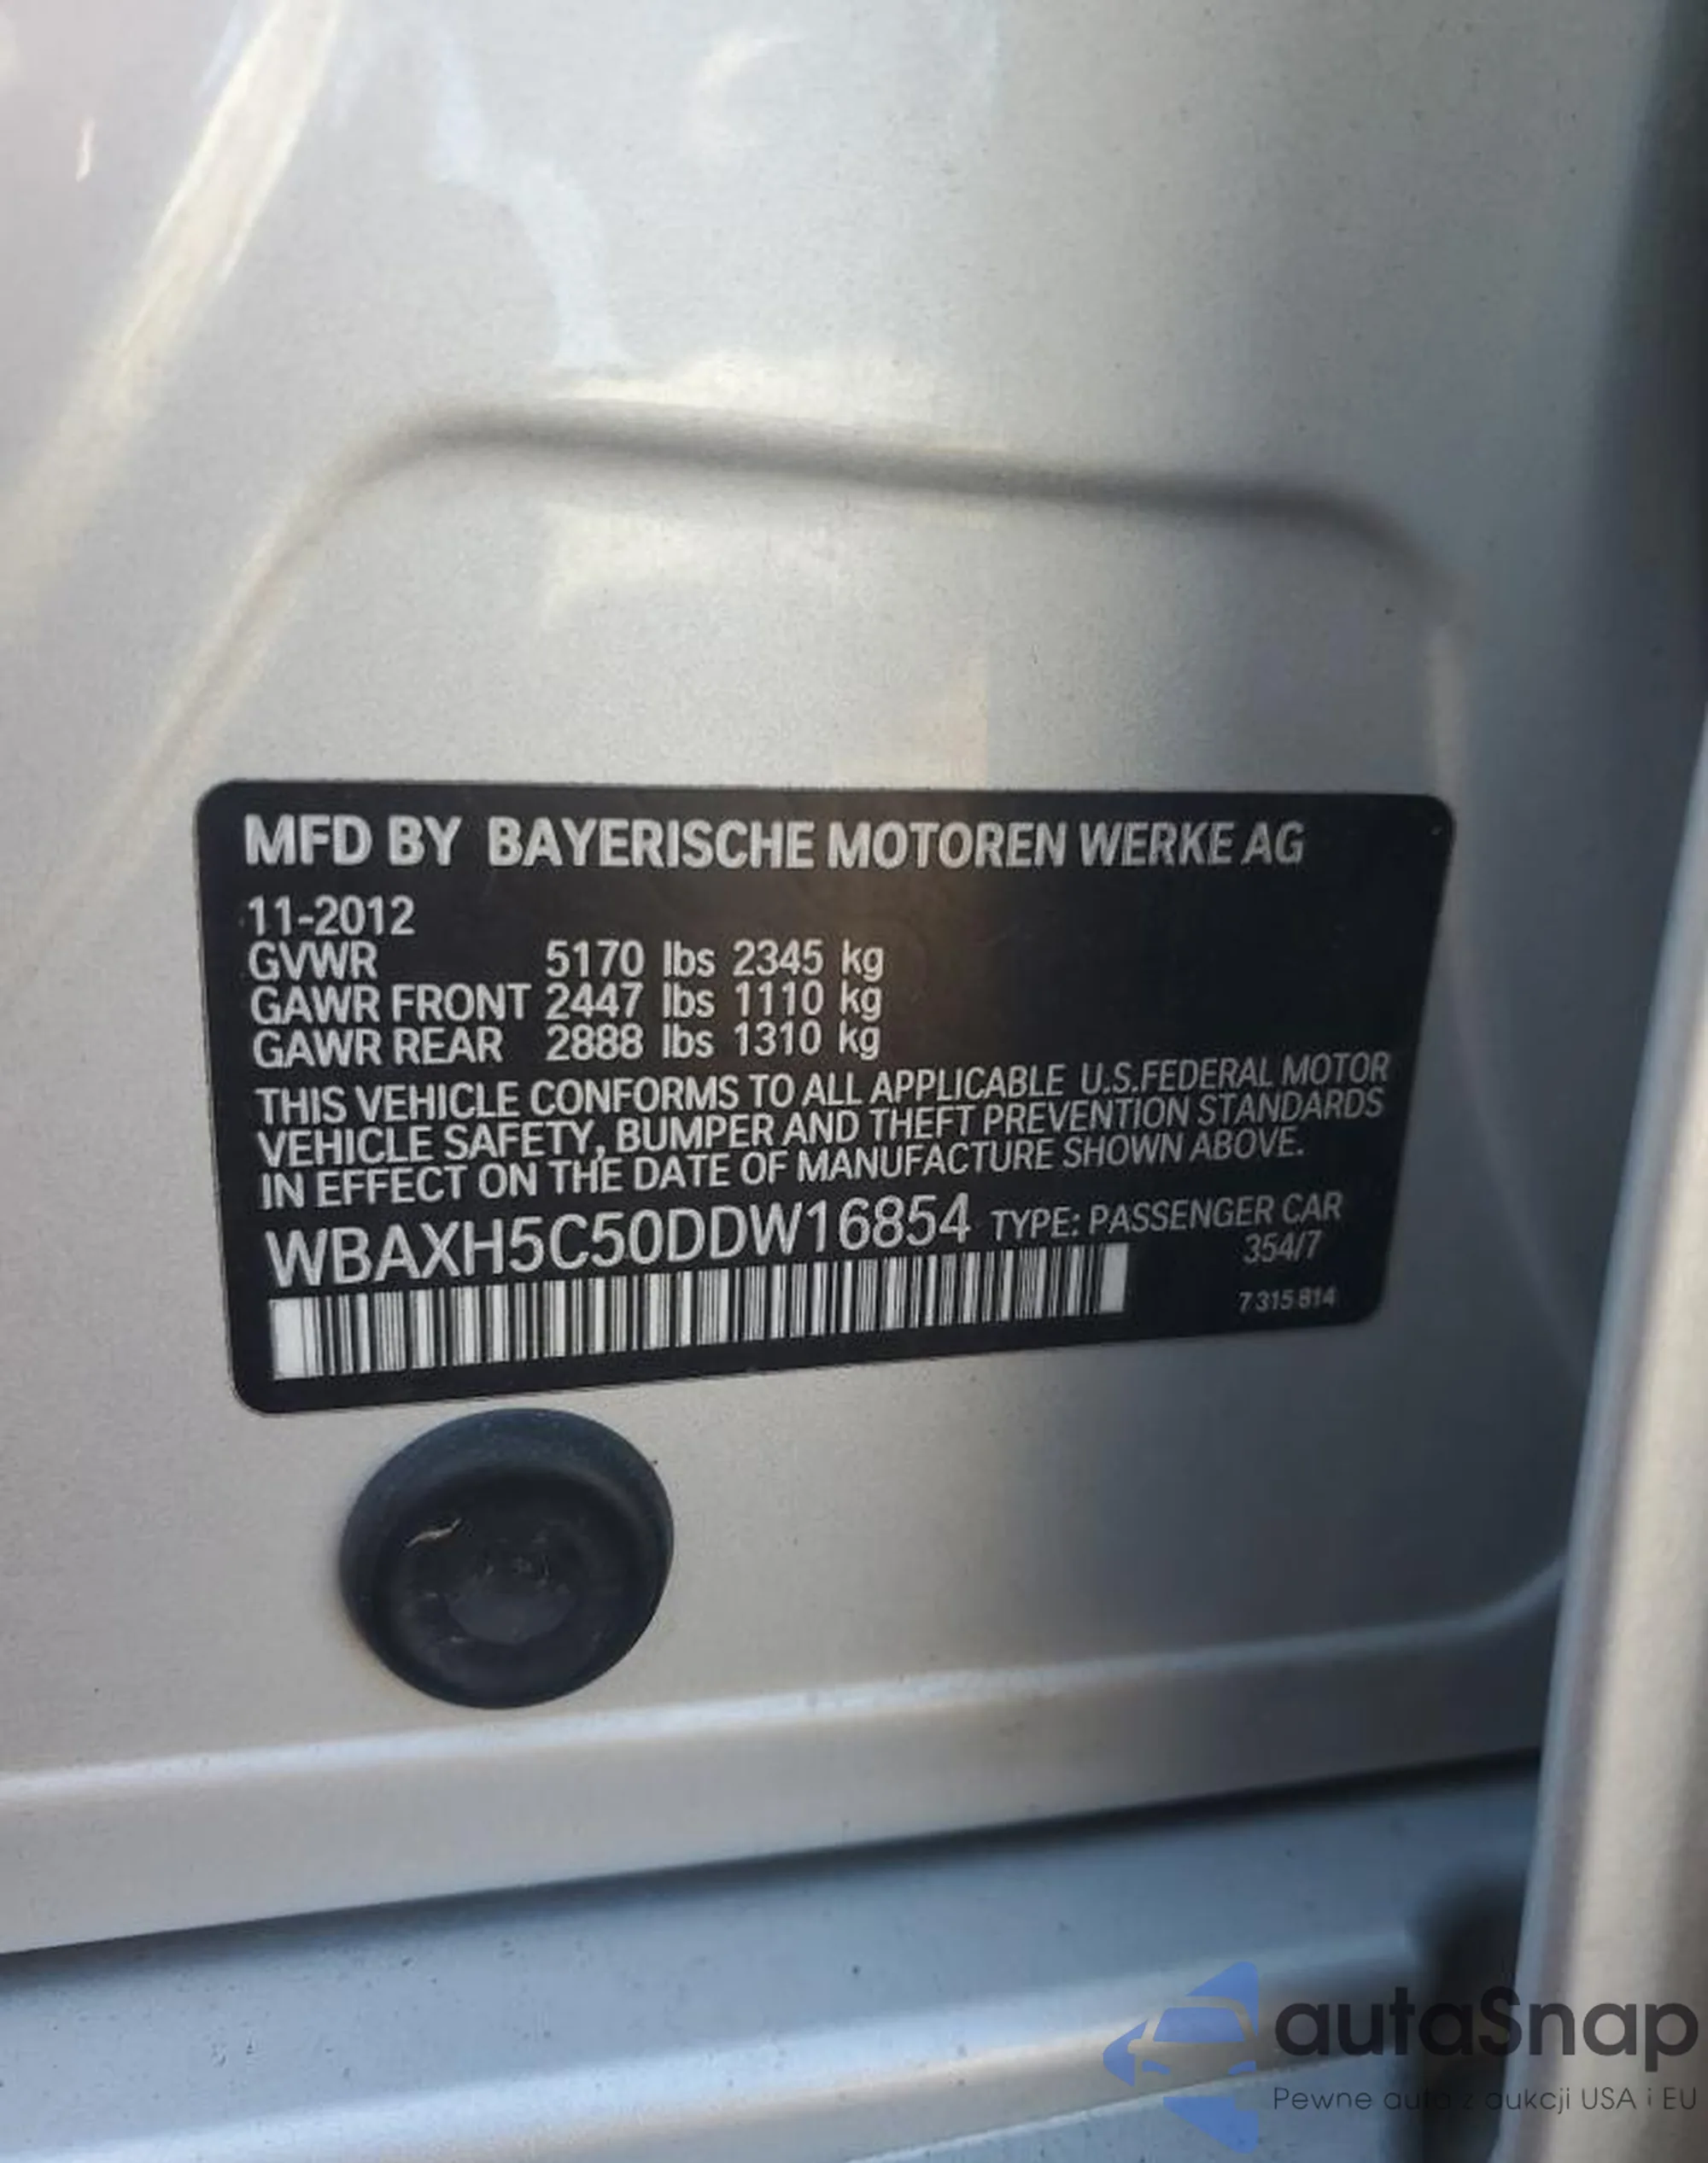 MFD BY BAYERISCHE MOTOREN WERKE AG
11-2012
GVWR 5170 lbs 2345 kg
GAWR FRONT 2447 lbs 1110 kg
GAWR REAR 2888 lbs 1310 kg
THIS VEHICLE CONFORMS TO ALL APPLICABLE U.S.FEDERAL MOTOR
VEHICLE SAFETY, BUMPER AND THEFT PREVENTION STANDARDS
IN EFFECT ON THE DATE OF MANUFACTURE SHOWN ABOVE.
WBAXH5C50DDW16854 TYPE: PASSENGER CAR
354/7
7 315 814
autaSnap
Pewne auta z aukcji USA i EU